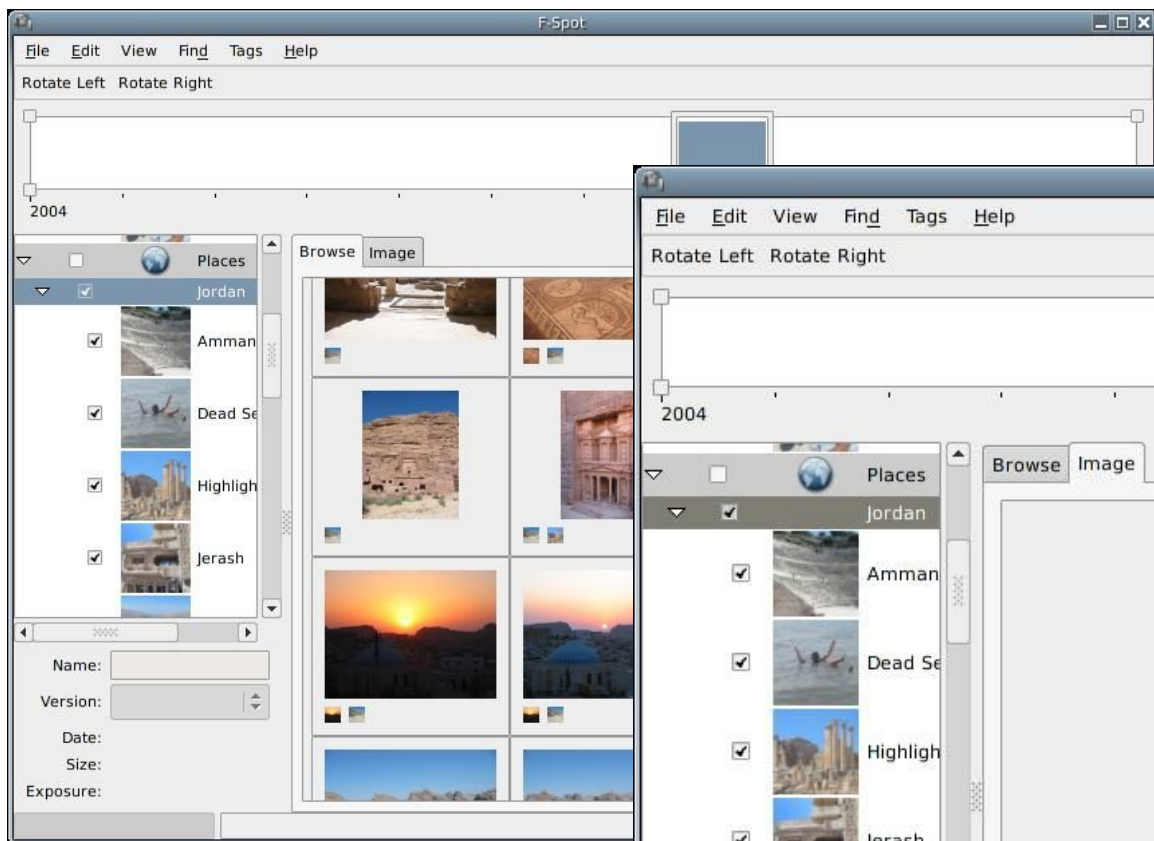 F-Spot
File Edit View Find Tags Help
Rotate Left Rotate Right
2004
Places
Jordan
Amman
Dead Se
Highligh
Jerash
Browse Image
Name:
Version:
Date:
Size:
Exposure:
File Edit View Find Tags Help
Rotate Left Rotate Right
2004
Places
Jordan
Amman
Dead Se
Highligh
Jerash
Browse Image